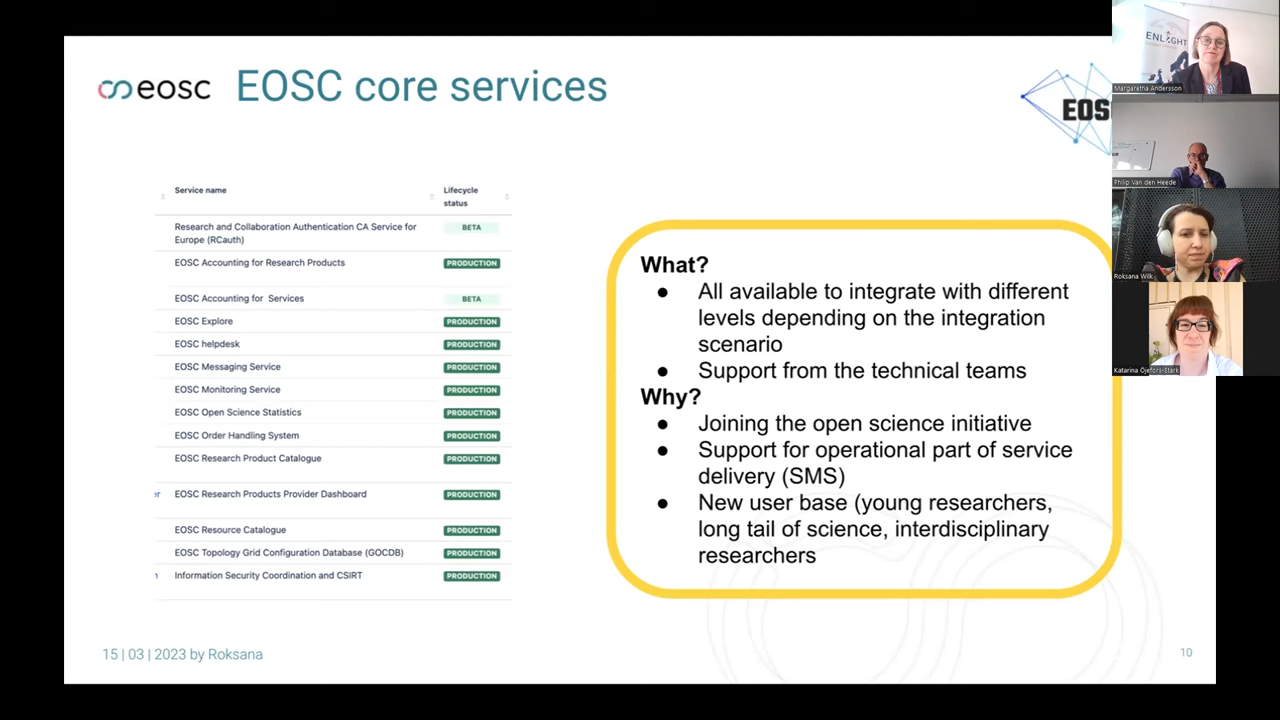 eosc
EOSC core services
EOS
Service name
Lifecycle
status
Research and Collaboration Authentication CA Service for
Europe (RCauth)
BETA
EOSC Accounting for Research Products
PRODUCTION
EOSC Accounting for Services
BETA
EOSC Explore
PRODUCTION
EOSC helpdesk
PRODUCTION
EOSC Messaging Service
PRODUCTION
EOSC Monitoring Service
PRODUCTION
EOSC Open Science Statistics
PRODUCTION
EOSC Order Handling System
PRODUCTION
EOSC Research Product Catalogue
PRODUCTION
er
EOSC Research Products Provider Dashboard
PRODUCTION
EOSC Resource Catalogue
PRODUCTION
EOSC Topology Grid Configuration Database (GOCDB)
PRODUCTION
Information Security Coordination and CSIRT
PRODUCTION
What?
● All available to integrate with different
levels depending on the integration
scenario
● Support from the technical teams
Why?
● Joining the open science initiative
● Support for operational part of service
delivery (SMS)
● New user base (young researchers,
long tail of science, interdisciplinary
researchers
15 | 03 | 2023 by Roksana
10
ENLIGHT
Margaretha Andersson
Philip Van den Heede
Roksana Wilk
Katarina Öjefors-Stark